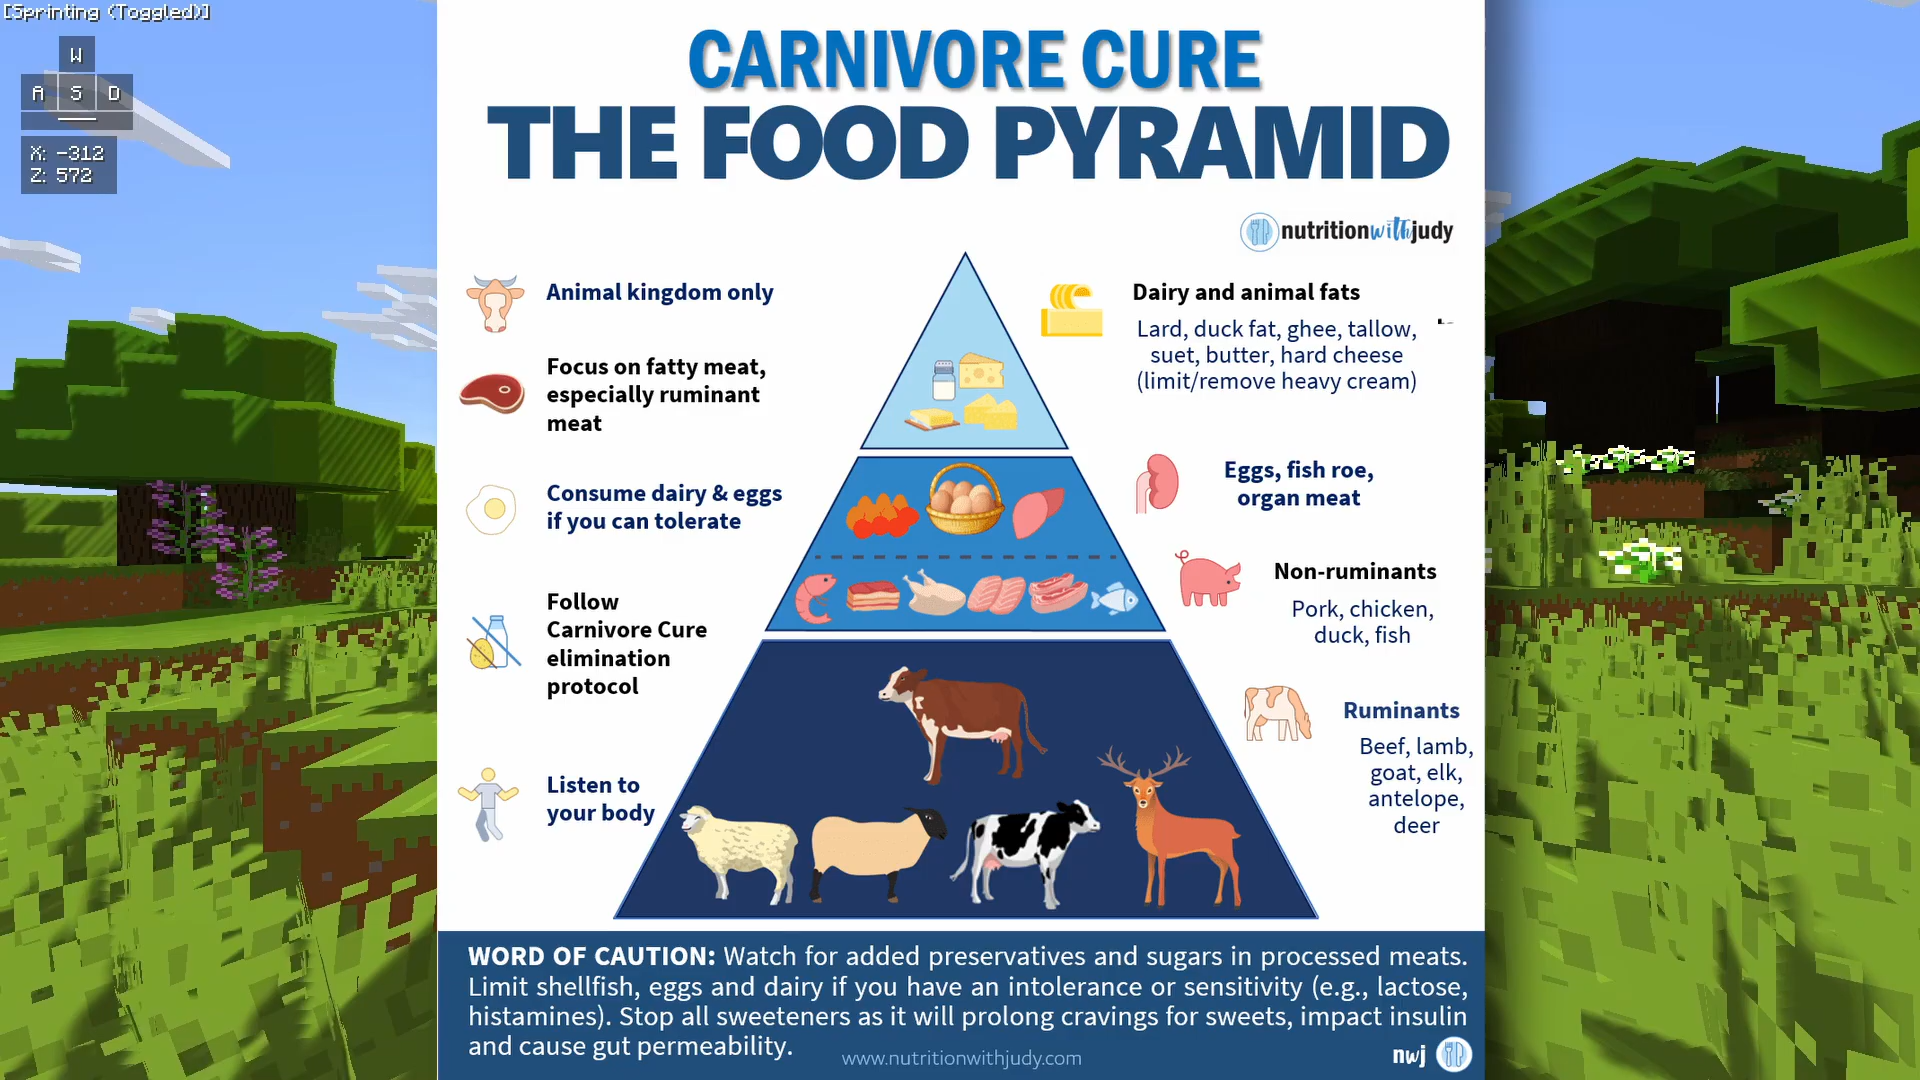 [Sprinting (Toggled)]
W
A S D
X: -312
Z: 572
CARNIVORE CURE
THE FOOD PYRAMID
nutritionwithjudy
Animal kingdom only
Focus on fatty meat,
especially ruminant
meat
Consume dairy & eggs
if you can tolerate
Follow
Carnivore Cure
elimination
protocol
Listen to
your body
Dairy and animal fats
Lard, duck fat, ghee, tallow,
suet, butter, hard cheese
(limit/remove heavy cream)
Eggs, fish roe,
organ meat
Non-ruminants
Pork, chicken,
duck, fish
Ruminants
Beef, lamb,
goat, elk,
antelope,
deer
WORD OF CAUTION: Watch for added preservatives and sugars in processed meats.
Limit shellfish, eggs and dairy if you have an intolerance or sensitivity (e.g., lactose,
histamines). Stop all sweeteners as it will prolong cravings for sweets, impact insulin
and cause gut permeability.
www.nutritionwithjudy.com
nwj